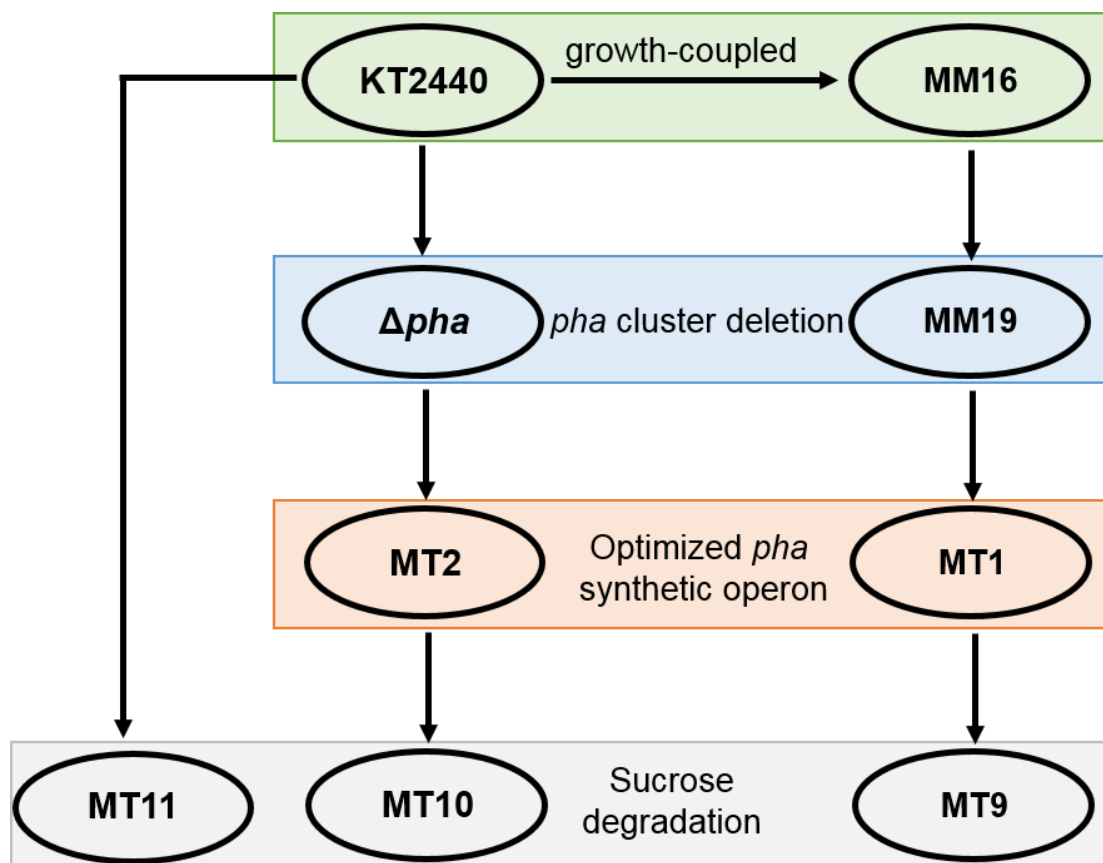 KT2440
growth-coupled
MM16
Δpha
pha cluster deletion
MM19
MT2
Optimized pha
synthetic operon
MT1
MT11
MT10
Sucrose
degradation
MT9